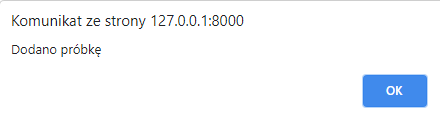 Komunikat ze strony 127.0.0.1:8000
Dodano próbkę
OK